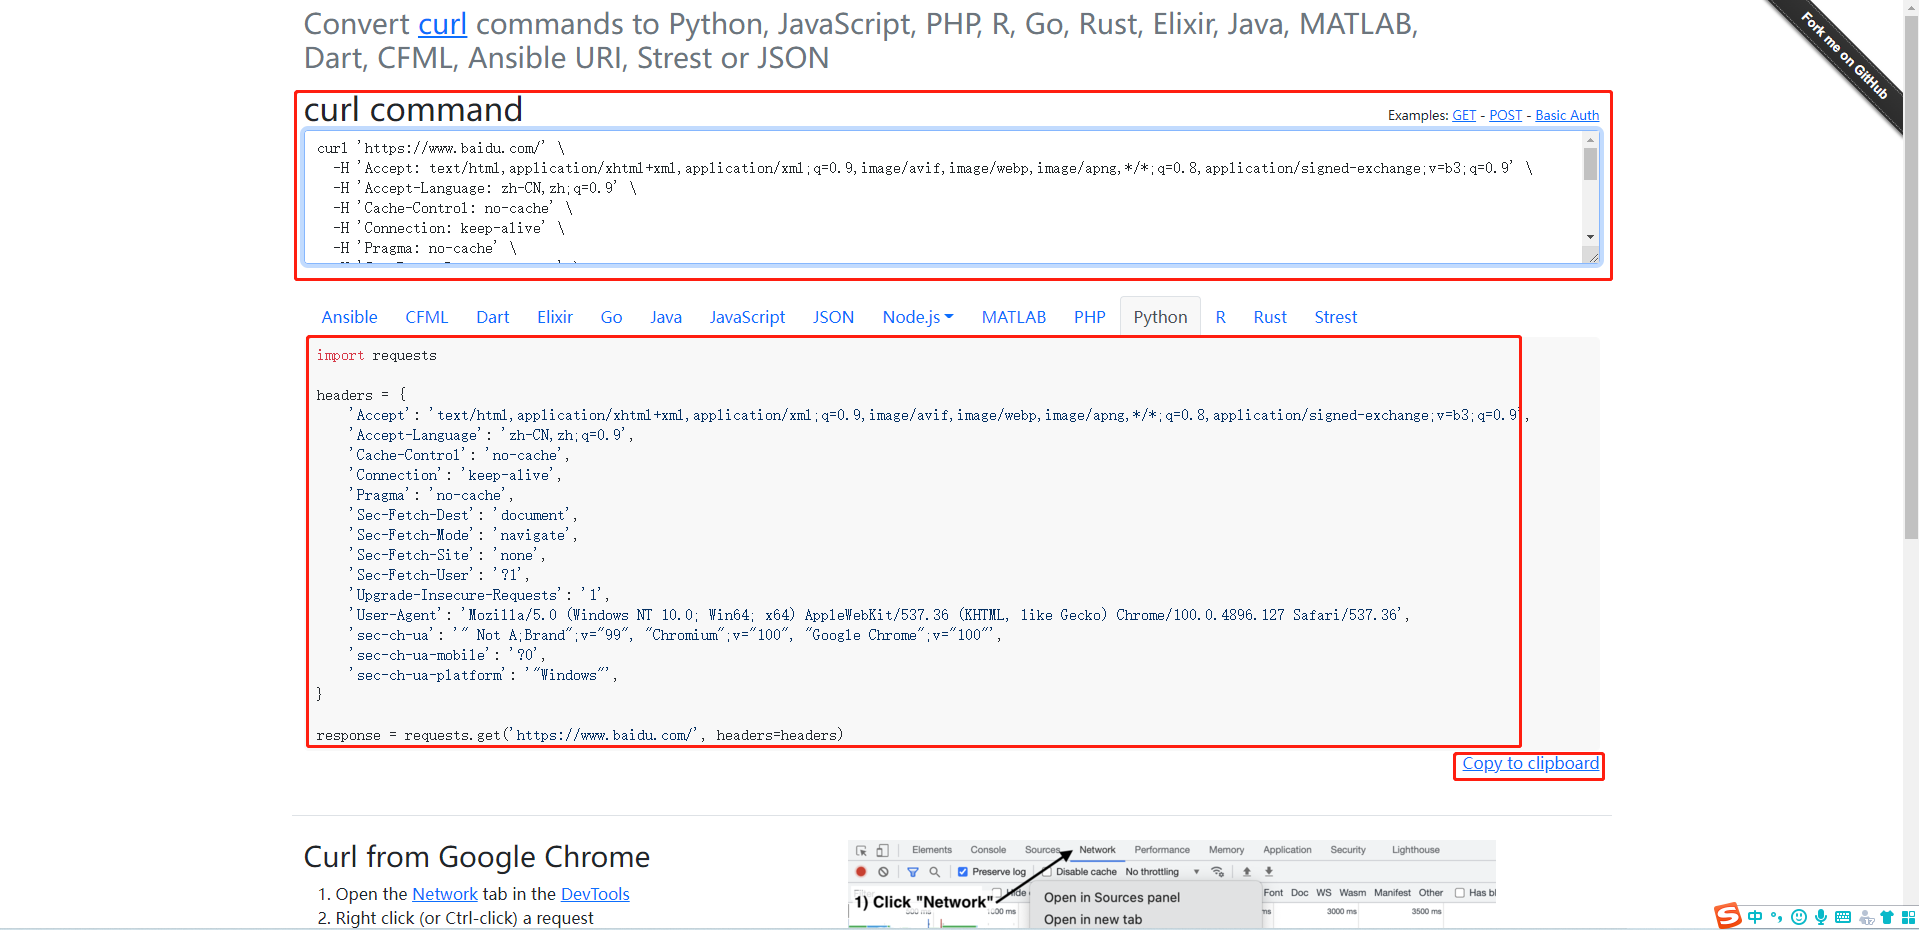 Convert curl commands to Python, JavaScript, PHP, R, Go, Rust, Elixir, Java, MATLAB,
Dart, CFML, Ansible URI, Strest or JSON
Fork me on GitHub
curl command
Examples: GET - POST - Basic Auth
curl 'https://www.baidu.com/' \
-H 'Accept: text/html,application/xhtml+xml,application/xml;q=0.9,image/avif,image/webp,image/apng,*/*;q=0.8,application/signed-exchange;v=b3;q=0.9' \
-H 'Accept-Language: zh-CN,zh;q=0.9' \
-H 'Cache-Control: no-cache' \
-H 'Connection: keep-alive' \
-H 'Pragma: no-cache' \
Ansible CFML Dart Elixir Go Java JavaScript JSON Node.js MATLAB PHP Python R Rust Strest
import requests
headers = {
'Accept': 'text/html,application/xhtml+xml,application/xml;q=0.9,image/avif,image/webp,image/apng,*/*;q=0.8,application/signed-exchange;v=b3;q=0.9',
'Accept-Language': 'zh-CN,zh;q=0.9',
'Cache-Control': 'no-cache',
'Connection': 'keep-alive',
'Pragma': 'no-cache',
'Sec-Fetch-Dest': 'document',
'Sec-Fetch-Mode': 'navigate',
'Sec-Fetch-Site': 'none',
'Sec-Fetch-User': '?1',
'Upgrade-Insecure-Requests': '1',
'User-Agent': 'Mozilla/5.0 (Windows NT 10.0; Win64; x64) AppleWebKit/537.36 (KHTML, like Gecko) Chrome/100.0.4896.127 Safari/537.36',
'sec-ch-ua': '" Not A;Brand";v="99", "Chromium";v="100", "Google Chrome";v="100"',
'sec-ch-ua-mobile': '?0',
'sec-ch-ua-platform': '"Windows"',
}
response = requests.get('https://www.baidu.com/', headers=headers)
Copy to clipboard
Curl from Google Chrome
1. Open the Network tab in the DevTools
2. Right click (or Ctrl-click) a request
Elements Console Sources Network Performance Memory Application Security Lighthouse
Preserve log Disable cache No throttling
Filter Hide Font Doc WS Wasm Manifest Other Has bl
1) Click "Network"
Open in Sources panel
Open in new tab
3000 ms 3500 ms
中